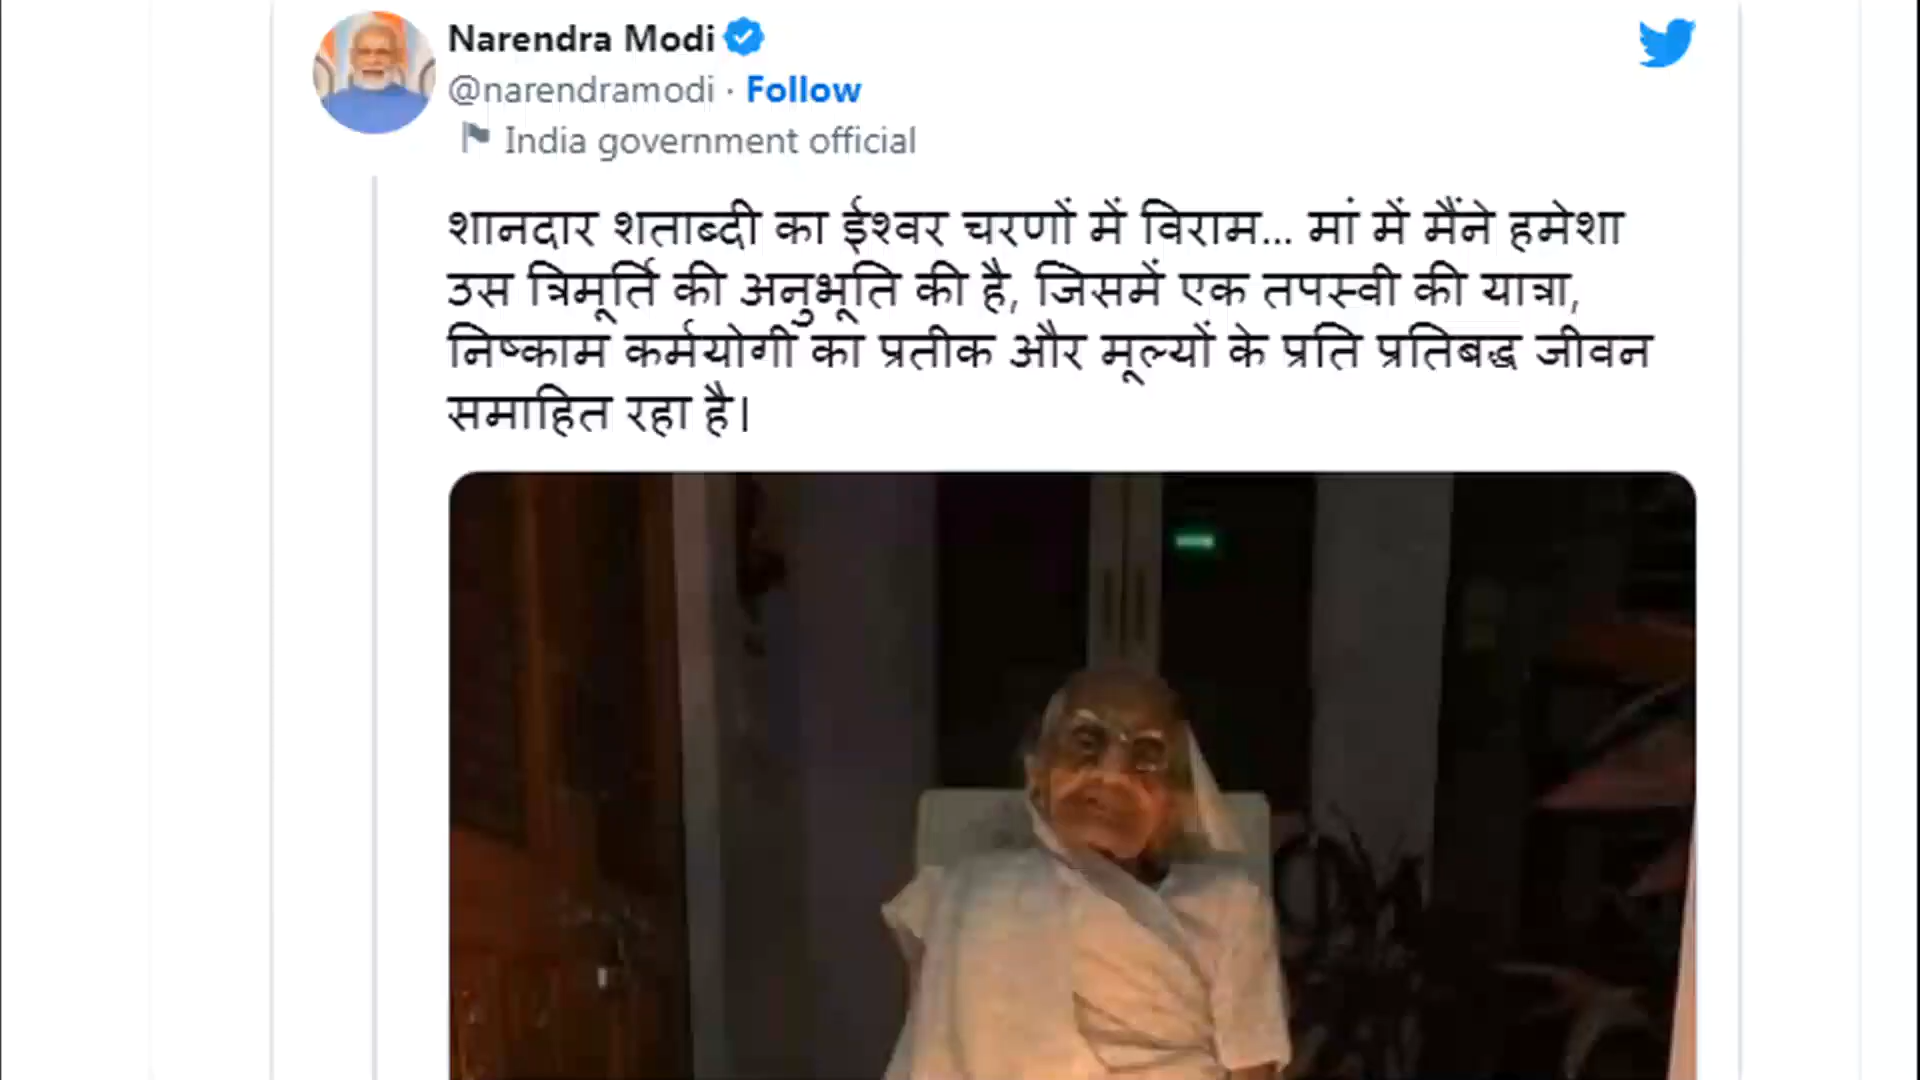 Narendra Modi
@narendramodi · Follow
India government official
शानदार शताब्दी का ईश्वर चरणों में विराम... मां में मैंने हमेशा
उस त्रिमूर्ति की अनुभूति की है, जिसमें एक तपस्वी की यात्रा,
निष्काम कर्मयोगी का प्रतीक और मूल्यों के प्रति प्रतिबद्ध जीवन
समाहित रहा है।